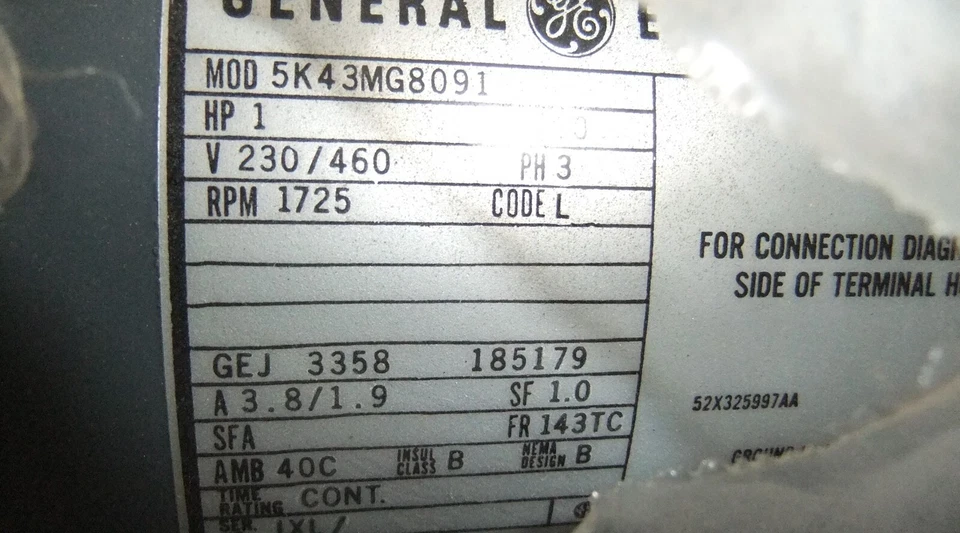 GENERAL
MOD 5K43MG8091
HP 1
V 230/460 PH 3
RPM 1725 CODE L
GEJ 3358 185179
A 3.8/1.9 SF 1.0
SFA FR 143TC
AMB 40C INSUL CLASS B NEMA DESIGN B
TIME RATING CONT.
SER.
FOR CONNECTION
SIDE OF TERMINAL
52X325997AA